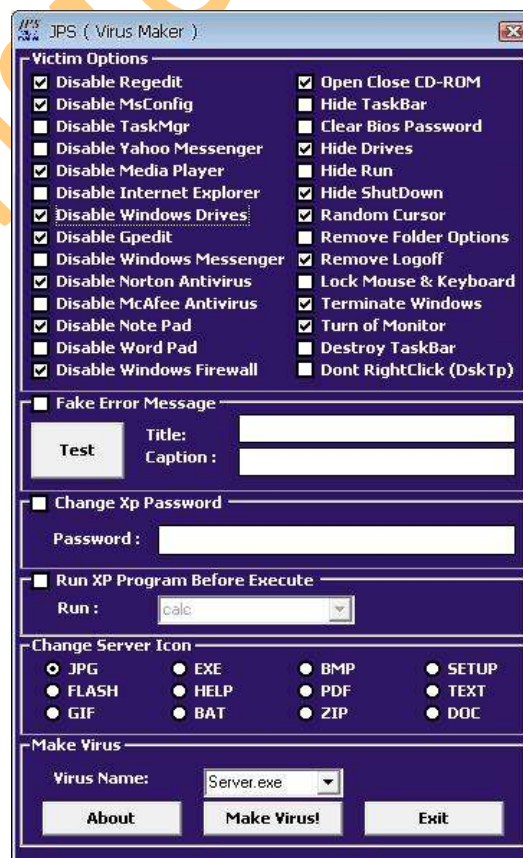 JPS ( Virus Maker )
Victim Options
Disable Regedit
Disable MsConfig
Disable TaskMgr
Disable Yahoo Messenger
Disable Media Player
Disable Internet Explorer
Disable Windows Drives
Disable Gpedit
Disable Windows Messenger
Disable Norton Antivirus
Disable McAfee Antivirus
Disable Note Pad
Disable Word Pad
Disable Windows Firewall
Open Close CD-ROM
Hide TaskBar
Clear Bios Password
Hide Drives
Hide Run
Hide ShutDown
Random Cursor
Remove Folder Options
Remove Logoff
Lock Mouse & Keyboard
Terminate Windows
Turn of Monitor
Destroy TaskBar
Dont RightClick (DskTp)
Fake Error Message
Test
Title:
Caption :
Change Xp Password
Password :
Run XP Program Before Execute
Run :
calc
Change Server Icon
JPG EXE BMP SETUP
FLASH HELP PDF TEXT
GIF BAT ZIP DOC
Make Virus
Virus Name:
Server.exe
About
Make Virus!
Exit